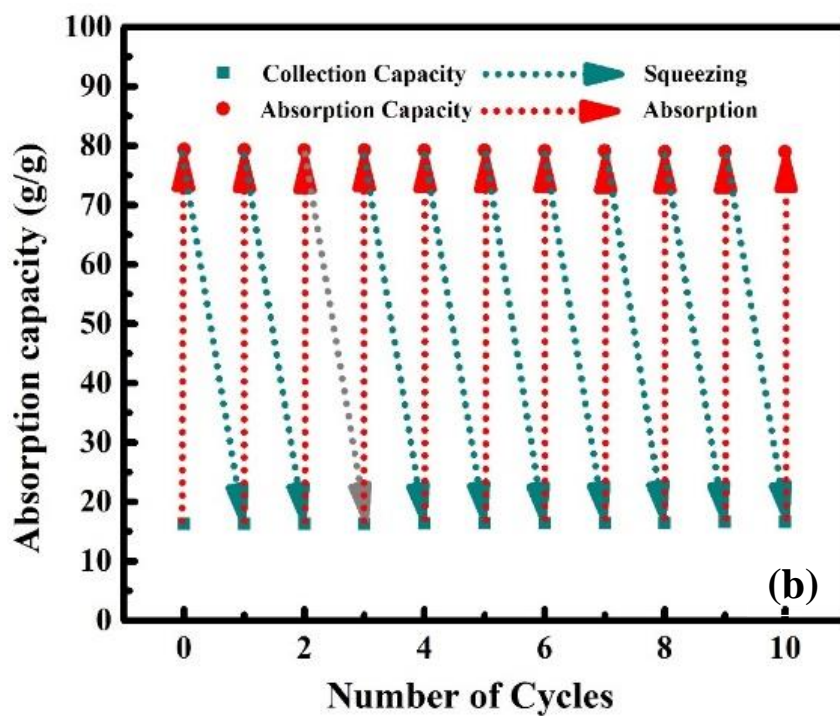 100
90
80
70
60
50
40
30
20
10
0
Absorption capacity (g/g)
Collection Capacity Squeezing
Absorption Capacity Absorption
(b)
0 2 4 6 8 10
Number of Cycles